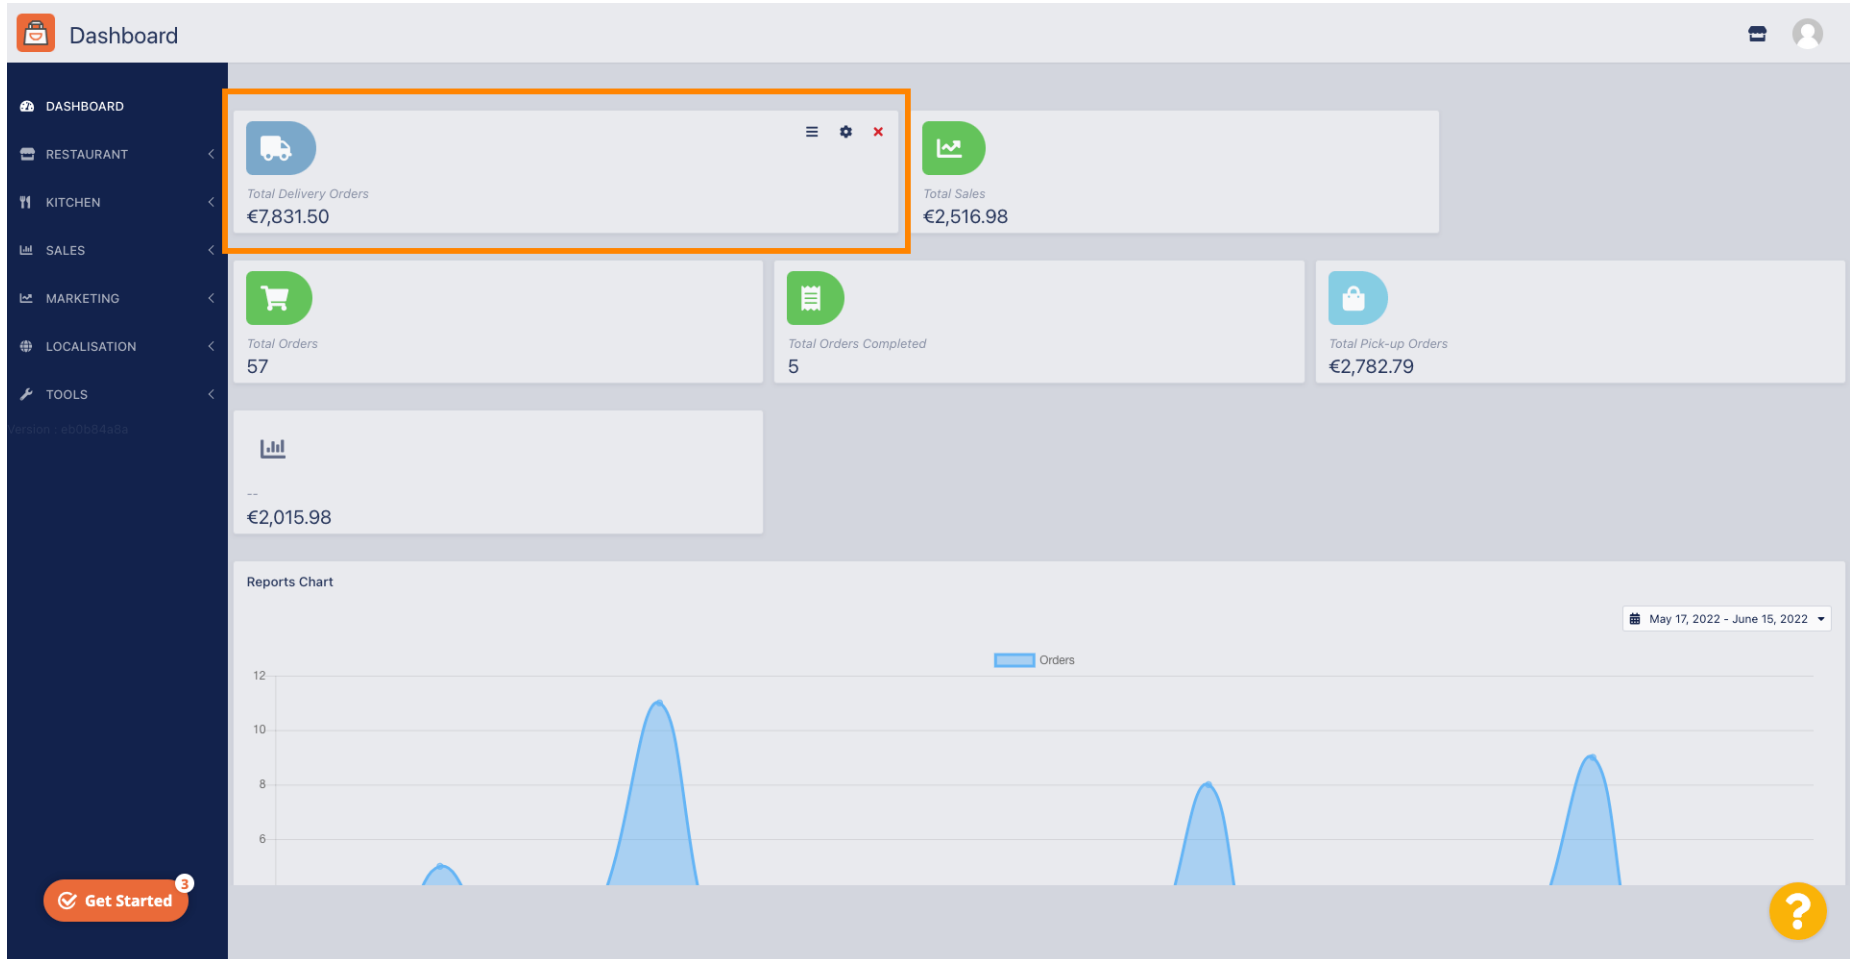 Dashboard
DASHBOARD
RESTAURANT
KITCHEN
SALES
MARKETING
LOCALISATION
TOOLS
Version : eb0b84a8a
Get Started
3
Total Delivery Orders
€7,831.50
Total Sales
€2,516.98
Total Orders
57
Total Orders Completed
5
Total Pick-up Orders
€2,782.79
--
€2,015.98
Reports Chart
May 17, 2022 - June 15, 2022
Orders
12
10
8
6
?